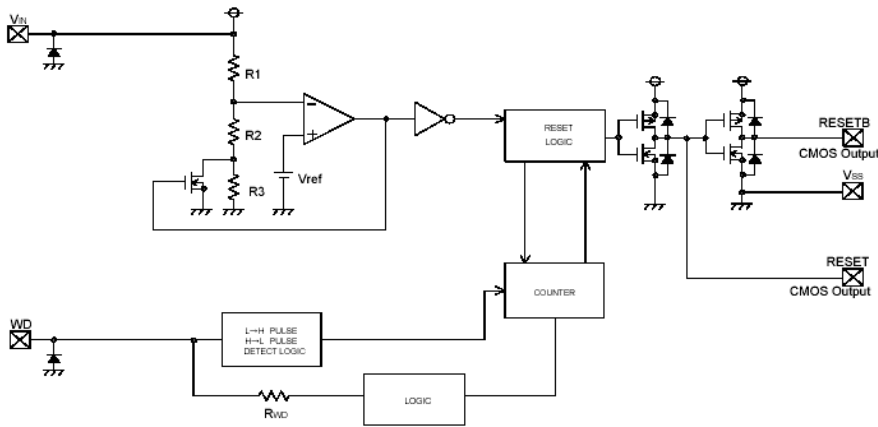 VIN
R1
R2
R3
Vref
RESET
LOGIC
RESETB
CMOS Output
VSS
RESET
CMOS Output
COUNTER
WD
L→H PULSE
H→L PULSE
DETECT LOGIC
RWD
LOGIC